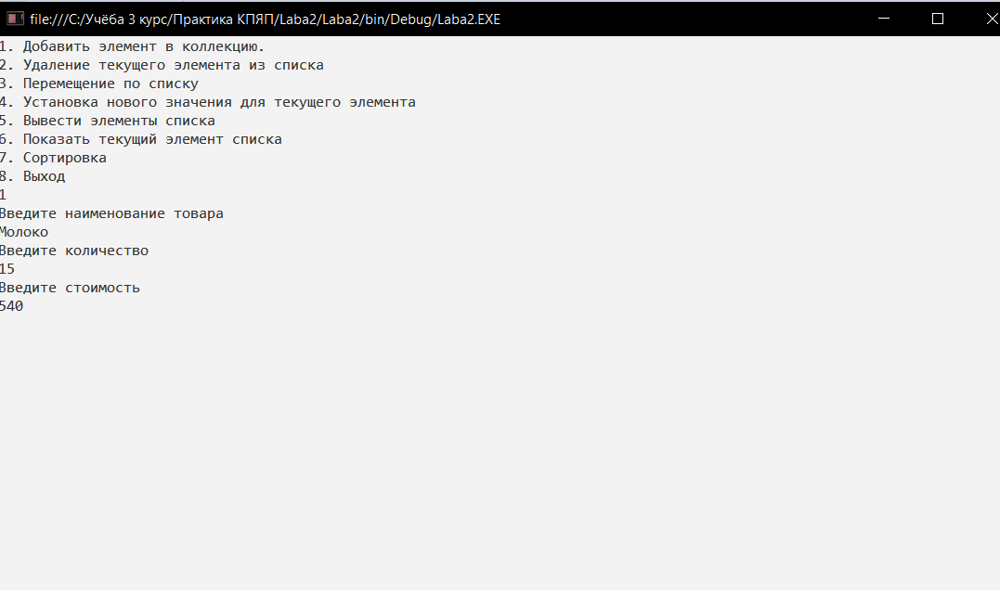 file:///C:/Учёба 3 курс/Практика КПЯП/Laba2/Laba2/bin/Debug/Laba2.EXE
1. Добавить элемент в коллекцию.
2. Удаление текущего элемента из списка
3. Перемещение по списку
4. Установка нового значения для текущего элемента
5. Вывести элементы списка
6. Показать текущий элемент списка
7. Сортировка
8. Выход
1
Введите наименование товара
Молоко
Введите количество
15
Введите стоимость
540